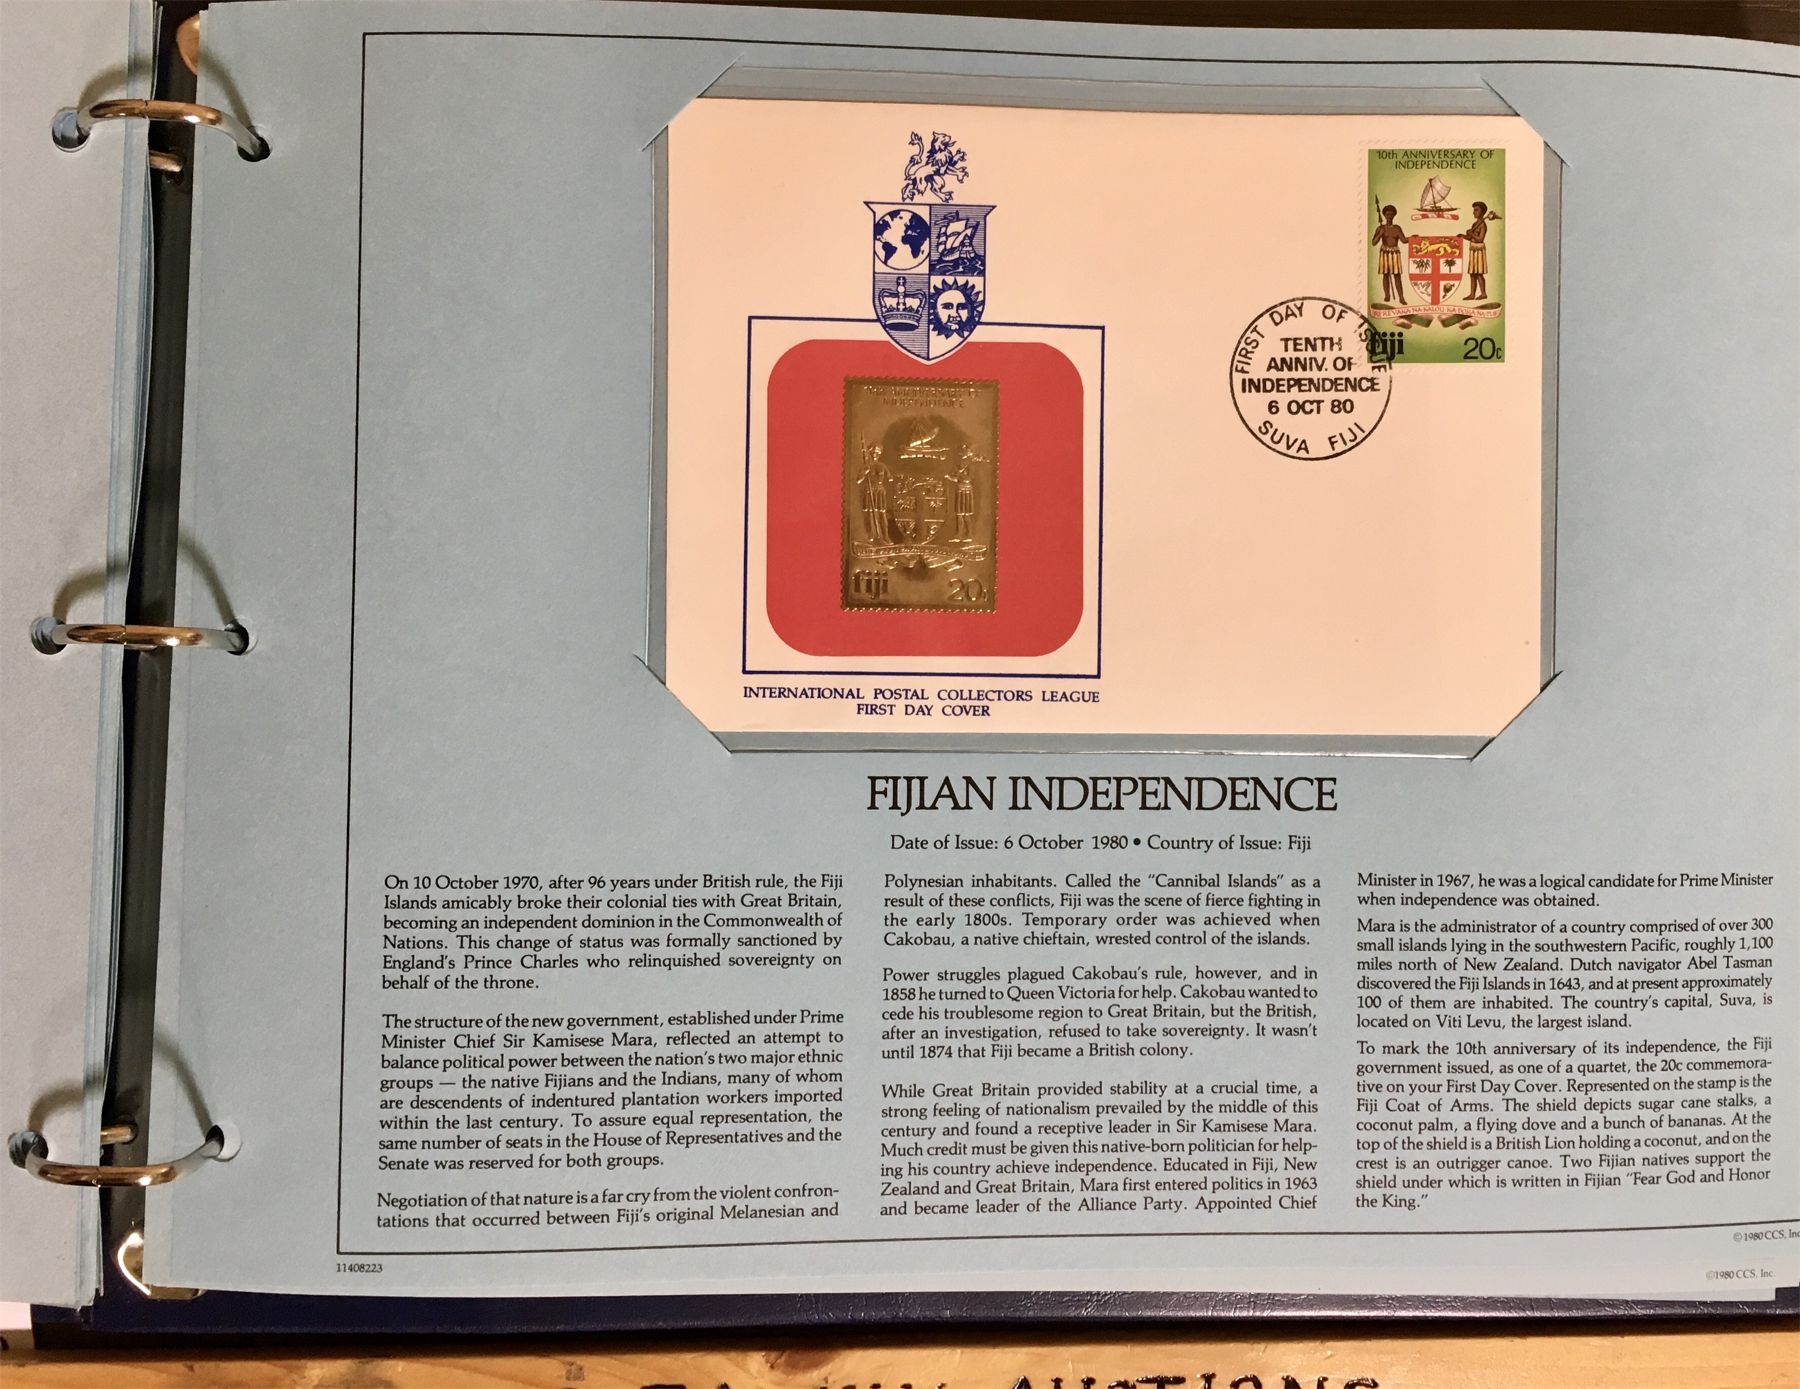 10th ANNIVERSARY OF
INDEPENDENCE
RERE VAKA NA KALOU KA DOKA NA TUI
fiji 20c
FIRST DAY OF ISSUE
TENTH
ANNIV. OF
INDEPENDENCE
6 OCT 80
SUVA FIJI
10th ANNIVERSARY OF
INDEPENDENCE
fiji 20c
INTERNATIONAL POSTAL COLLECTORS LEAGUE
FIRST DAY COVER
FIJIAN INDEPENDENCE
Date of Issue: 6 October 1980 • Country of Issue: Fiji
On 10 October 1970, after 96 years under British rule, the Fiji
Islands amicably broke their colonial ties with Great Britain,
becoming an independent dominion in the Commonwealth of
Nations. This change of status was formally sanctioned by
England's Prince Charles who relinquished sovereignty on
behalf of the throne.
The structure of the new government, established under Prime
Minister Chief Sir Kamisese Mara, reflected an attempt to
balance political power between the nation's two major ethnic
groups — the native Fijians and the Indians, many of whom
are descendents of indentured plantation workers imported
within the last century. To assure equal representation, the
same number of seats in the House of Representatives and the
Senate was reserved for both groups.
Negotiation of that nature is a far cry from the violent confron-
tations that occurred between Fiji's original Melanesian and
Polynesian inhabitants. Called the "Cannibal Islands" as a
result of these conflicts, Fiji was the scene of fierce fighting in
the early 1800s. Temporary order was achieved when
Cakobau, a native chieftain, wrested control of the islands.
Power struggles plagued Cakobau's rule, however, and in
1858 he turned to Queen Victoria for help. Cakobau wanted to
cede his troublesome region to Great Britain, but the British,
after an investigation, refused to take sovereignty. It wasn't
until 1874 that Fiji became a British colony.
While Great Britain provided stability at a crucial time, a
strong feeling of nationalism prevailed by the middle of this
century and found a receptive leader in Sir Kamisese Mara.
Much credit must be given this native-born politician for help-
ing his country achieve independence. Educated in Fiji, New
Zealand and Great Britain, Mara first entered politics in 1963
and became leader of the Alliance Party. Appointed Chief
Minister in 1967, he was a logical candidate for Prime Minister
when independence was obtained.
Mara is the administrator of a country comprised of over 300
small islands lying in the southwestern Pacific, roughly 1,100
miles north of New Zealand. Dutch navigator Abel Tasman
discovered the Fiji Islands in 1643, and at present approximately
100 of them are inhabited. The country's capital, Suva, is
located on Viti Levu, the largest island.
To mark the 10th anniversary of its independence, the Fiji
government issued, as one of a quartet, the 20c commemora-
tive on your First Day Cover. Represented on the stamp is the
Fiji Coat of Arms. The shield depicts sugar cane stalks, a
coconut palm, a flying dove and a bunch of bananas. At the
top of the shield is a British Lion holding a coconut, and on the
crest is an outrigger canoe. Two Fijian natives support the
shield under which is written in Fijian "Fear God and Honor
the King."
11408223
©1980 CCS, Inc
©1980 CCS, Inc.
AUCTIONS